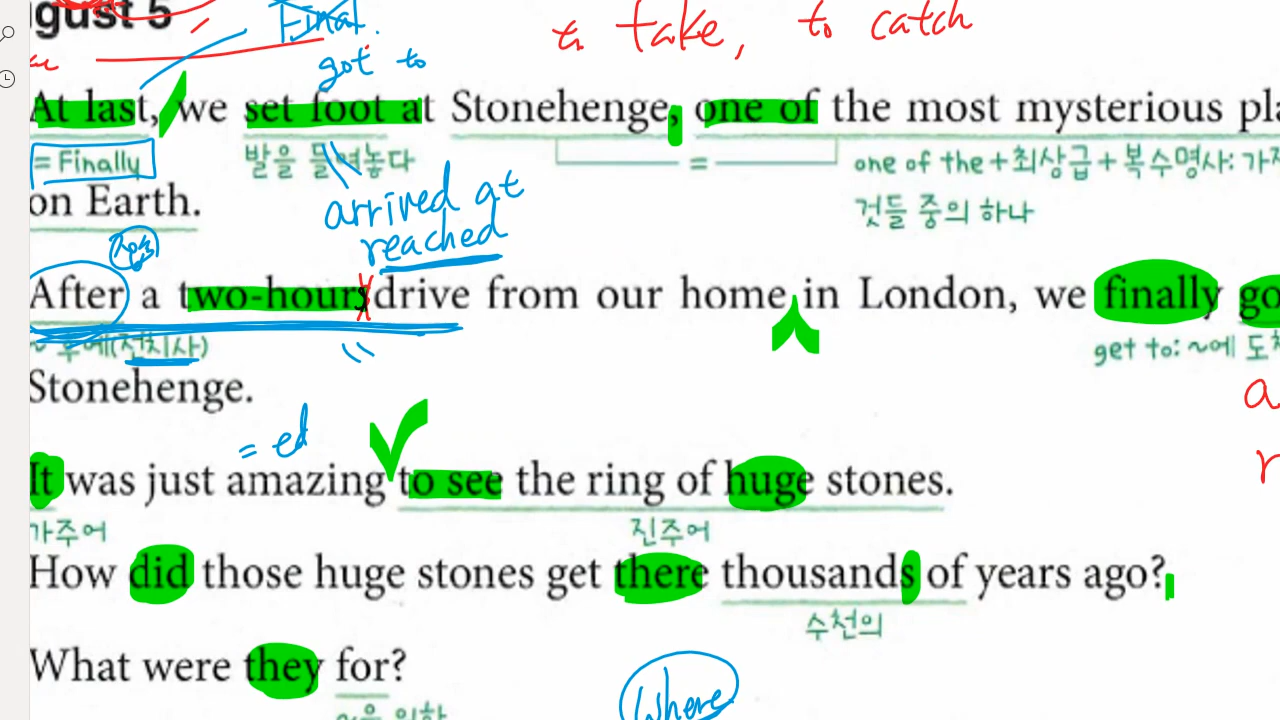 gust 5
Final.
to take, to catch
got to
At last, we set foot at Stonehenge, one of the most mysterious pla
= Finally 발을 들여놓다 = one of the + 최상급 + 복수명사: 가
arrived at
on Earth.
것들 중의 하나
reached
After a two-hours drive from our home in London, we finally go
~ 후에(전치사)
get to: ~에 도
Stonehenge.
a
= ed
r
It was just amazing to see the ring of huge stones.
가주어 진주어
How did those huge stones get there thousands of years ago?
수천의
What were they for?
Where